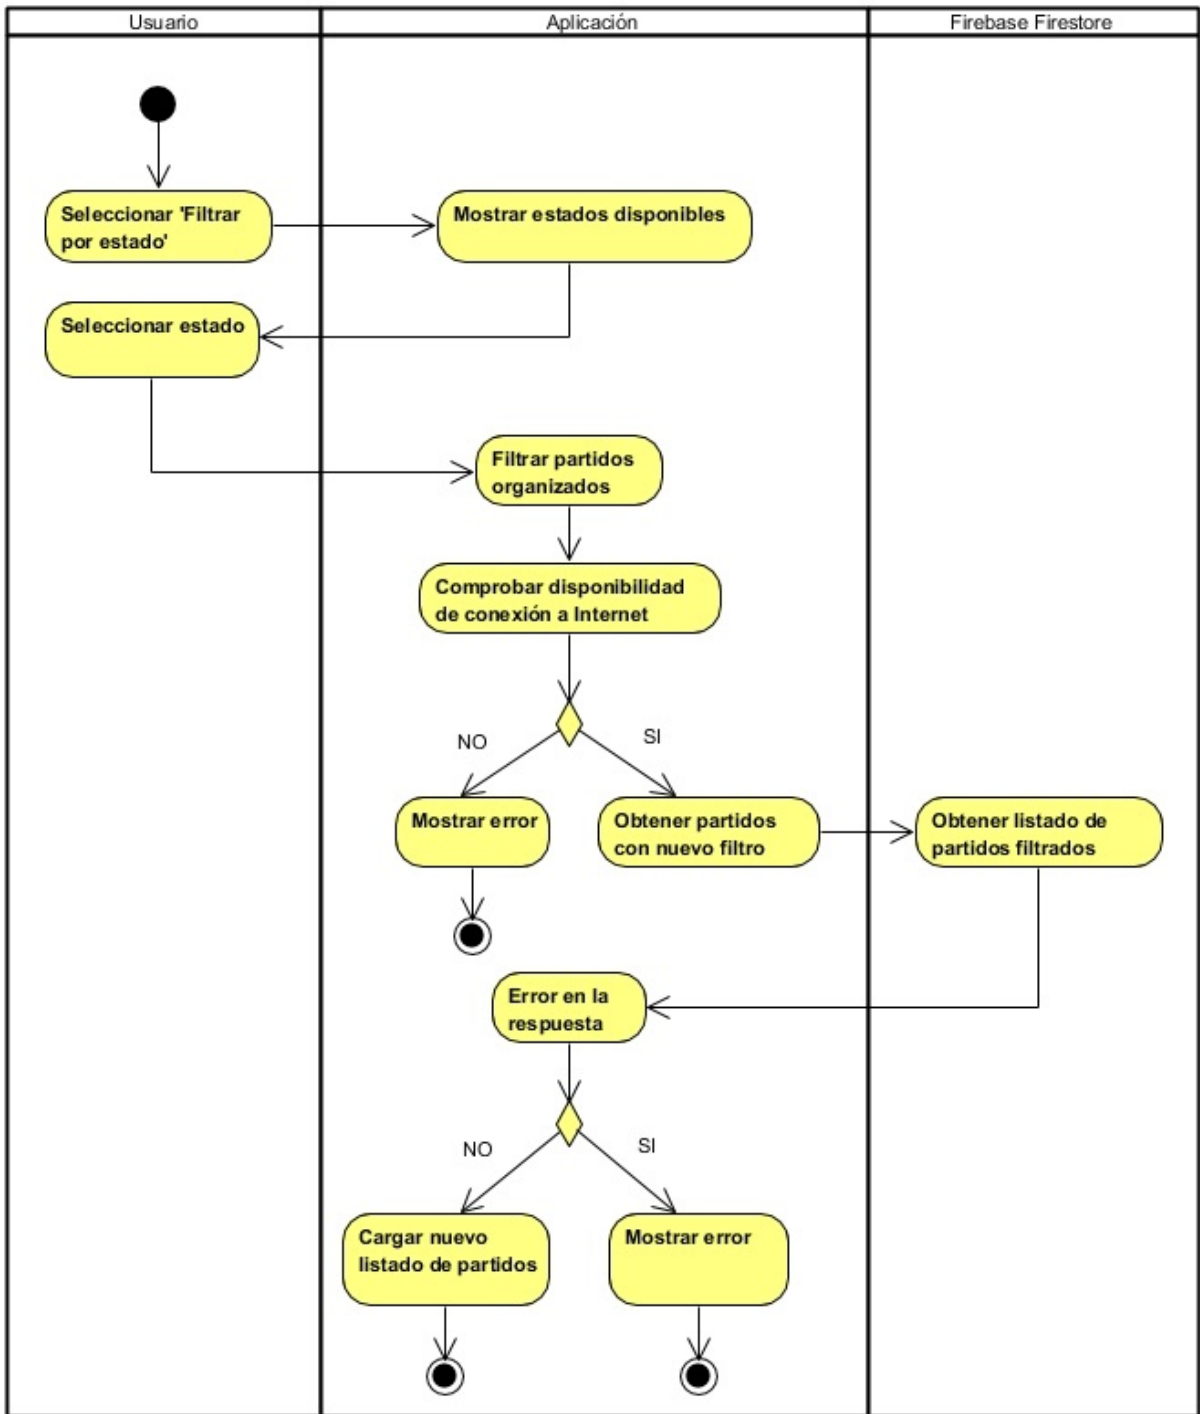 Usuario
Aplicación
Firebase Firestore
Seleccionar 'Filtrar
por estado'
Mostrar estados disponibles
Seleccionar estado
Filtrar partidos
organizados
Comprobar disponibilidad
de conexión a Internet
NO
SI
Mostrar error
Obtener partidos
con nuevo filtro
Obtener listado de
partidos filtrados
Error en la
respuesta
NO
SI
Cargar nuevo
listado de partidos
Mostrar error